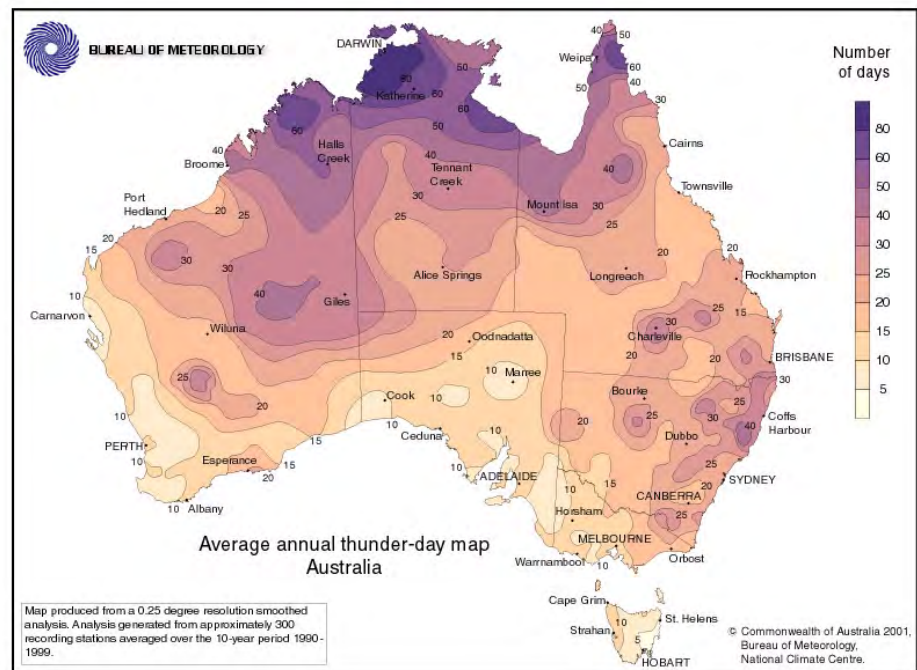 BUREAU OF METEOROLOGY
DARWIN
Katherine
Weipa
Number
of days
80
60
50
40
30
25
20
15
10
5
Halls
Creek
Broome
Tennant
Creek
Mount Isa
Cairns
Townsville
Port
Hedland
Alice Springs
Longreach
Rockhampton
Carnarvon
Giles
Wiluna
Oodnadatta
Charleville
BRISBANE
Marree
Bourke
Cook
Coffs
Harbour
Ceduna
Dubbo
PERTH
Esperance
ADELAIDE
SYDNEY
CANBERRA
Albany
Horsham
MELBOURNE
Warrnambool
Orbost
Average annual thunder-day map
Australia
Cape Grim
St. Helens
Strahan
HOBART
Map produced from a 0.25 degree resolution smoothed
analysis. Analysis generated from approximately 300
recording stations averaged over the 10-year period 1990-
1999.
© Commonwealth of Australia 2001,
Bureau of Meteorology,
National Climate Centre.